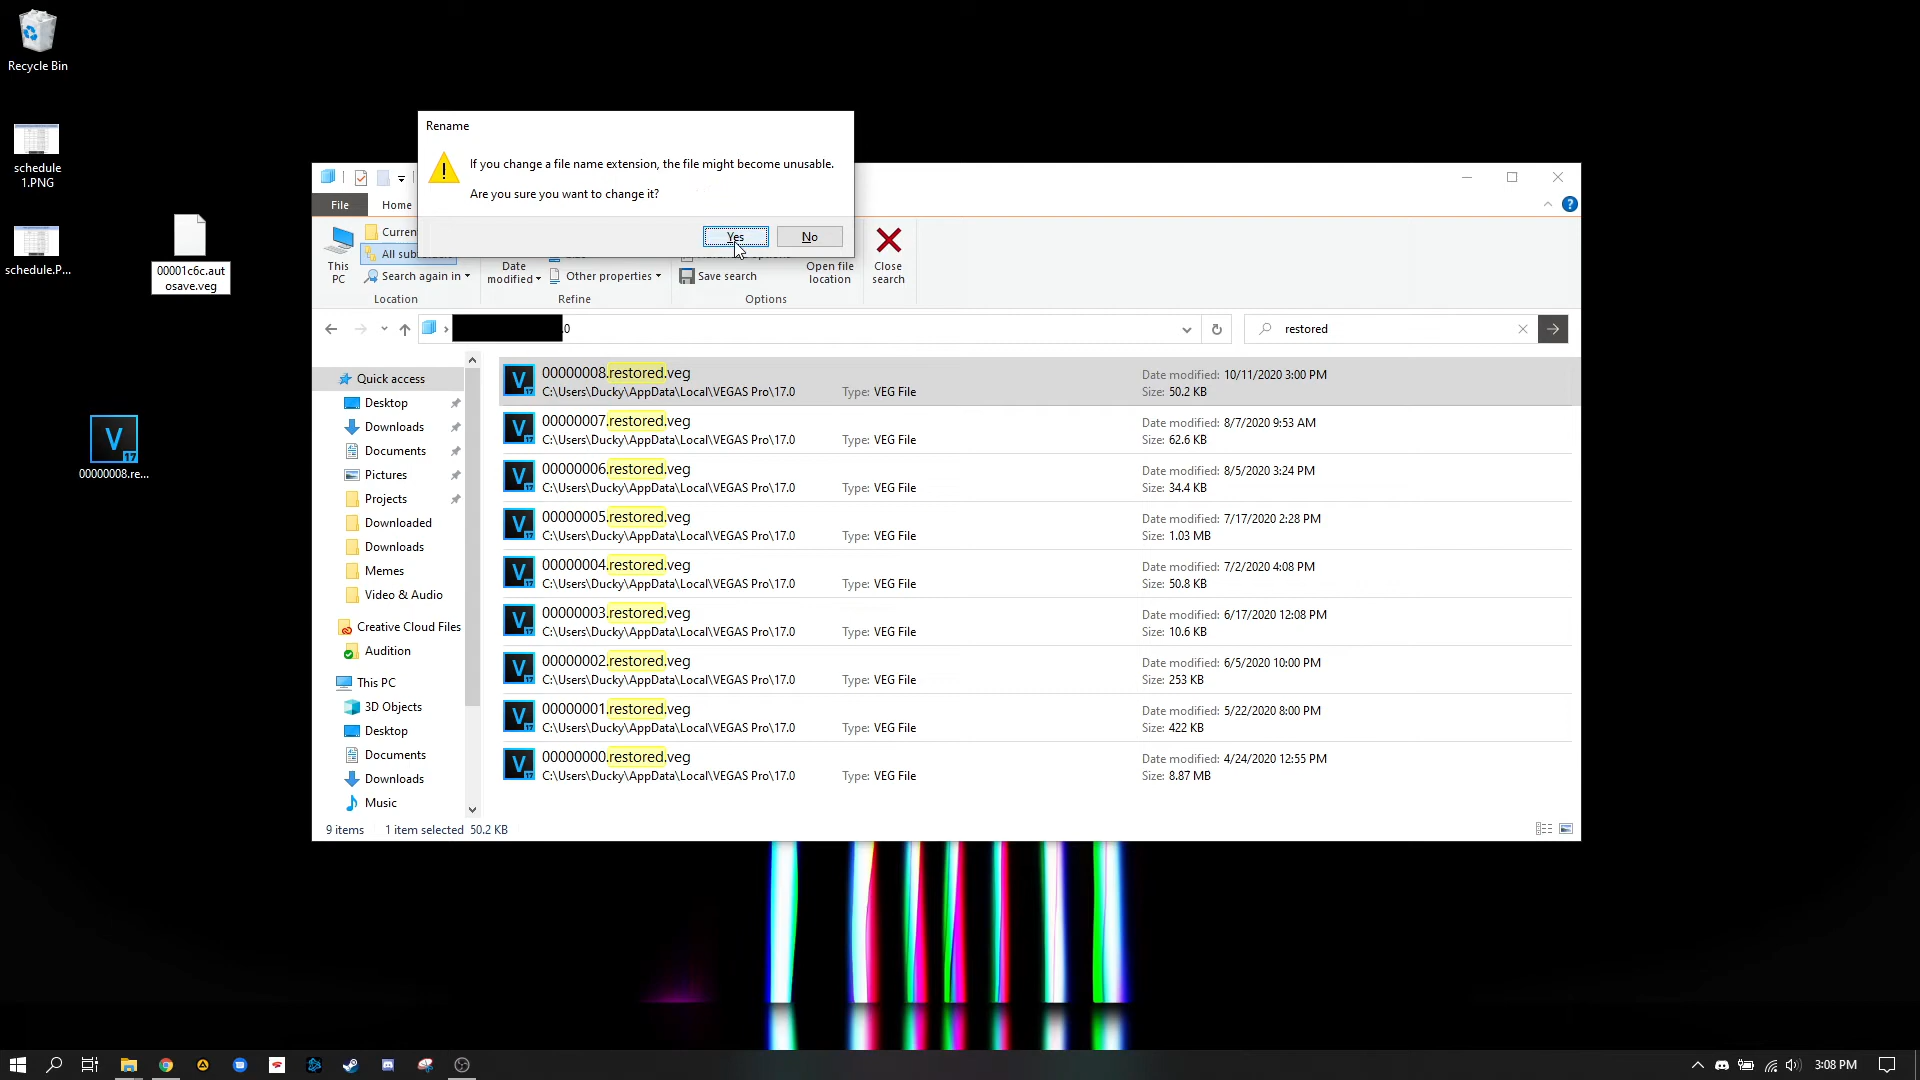 Recycle Bin
schedule
1.PNG
schedule.P...
00001c6c.aut
osave.veg
00000008.re...
Rename
If you change a file name extension, the file might become unusable.
Are you sure you want to change it?
Yes
No
File
Home
This
PC
Curren
All sub
Search again in
Location
Date
modified
Other properties
Refine
Save search
Open file
location
Options
Close
search
.0
restored
Quick access
Desktop
Downloads
Documents
Pictures
Projects
Downloaded
Downloads
Memes
Video & Audio
Creative Cloud Files
Audition
This PC
3D Objects
Desktop
Documents
Downloads
Music
00000008.restored.veg
C:\Users\Ducky\AppData\Local\VEGAS Pro\17.0 Type: VEG File
Date modified: 10/11/2020 3:00 PM
Size: 50.2 KB
00000007.restored.veg
C:\Users\Ducky\AppData\Local\VEGAS Pro\17.0 Type: VEG File
Date modified: 8/7/2020 9:53 AM
Size: 62.6 KB
00000006.restored.veg
C:\Users\Ducky\AppData\Local\VEGAS Pro\17.0 Type: VEG File
Date modified: 8/5/2020 3:24 PM
Size: 34.4 KB
00000005.restored.veg
C:\Users\Ducky\AppData\Local\VEGAS Pro\17.0 Type: VEG File
Date modified: 7/17/2020 2:28 PM
Size: 1.03 MB
00000004.restored.veg
C:\Users\Ducky\AppData\Local\VEGAS Pro\17.0 Type: VEG File
Date modified: 7/2/2020 4:08 PM
Size: 50.8 KB
00000003.restored.veg
C:\Users\Ducky\AppData\Local\VEGAS Pro\17.0 Type: VEG File
Date modified: 6/17/2020 12:08 PM
Size: 10.6 KB
00000002.restored.veg
C:\Users\Ducky\AppData\Local\VEGAS Pro\17.0 Type: VEG File
Date modified: 6/5/2020 10:00 PM
Size: 253 KB
00000001.restored.veg
C:\Users\Ducky\AppData\Local\VEGAS Pro\17.0 Type: VEG File
Date modified: 5/22/2020 8:00 PM
Size: 422 KB
00000000.restored.veg
C:\Users\Ducky\AppData\Local\VEGAS Pro\17.0 Type: VEG File
Date modified: 4/24/2020 12:55 PM
Size: 8.87 MB
9 items 1 item selected 50.2 KB
3:08 PM